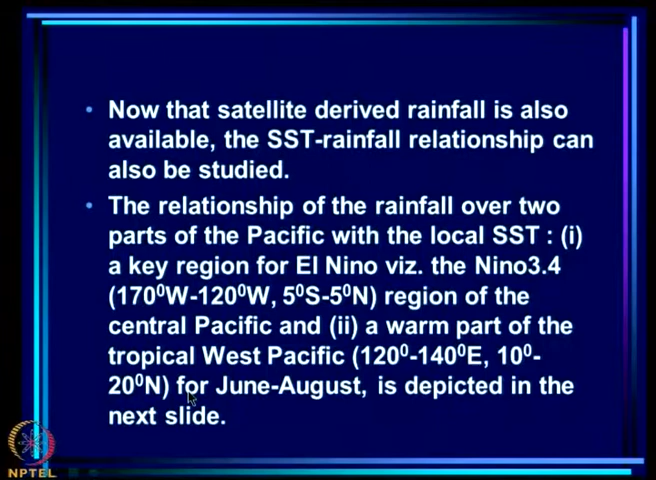 • Now that satellite derived rainfall is also
available, the SST-rainfall relationship can
also be studied.
• The relationship of the rainfall over two
parts of the Pacific with the local SST : (i)
a key region for El Nino viz. the Nino3.4
(170⁰W-120⁰W, 5⁰S-5⁰N) region of the
central Pacific and (ii) a warm part of the
tropical West Pacific (120⁰-140⁰E, 10⁰-
20⁰N) for June-August, is depicted in the
next slide.
NPTEL